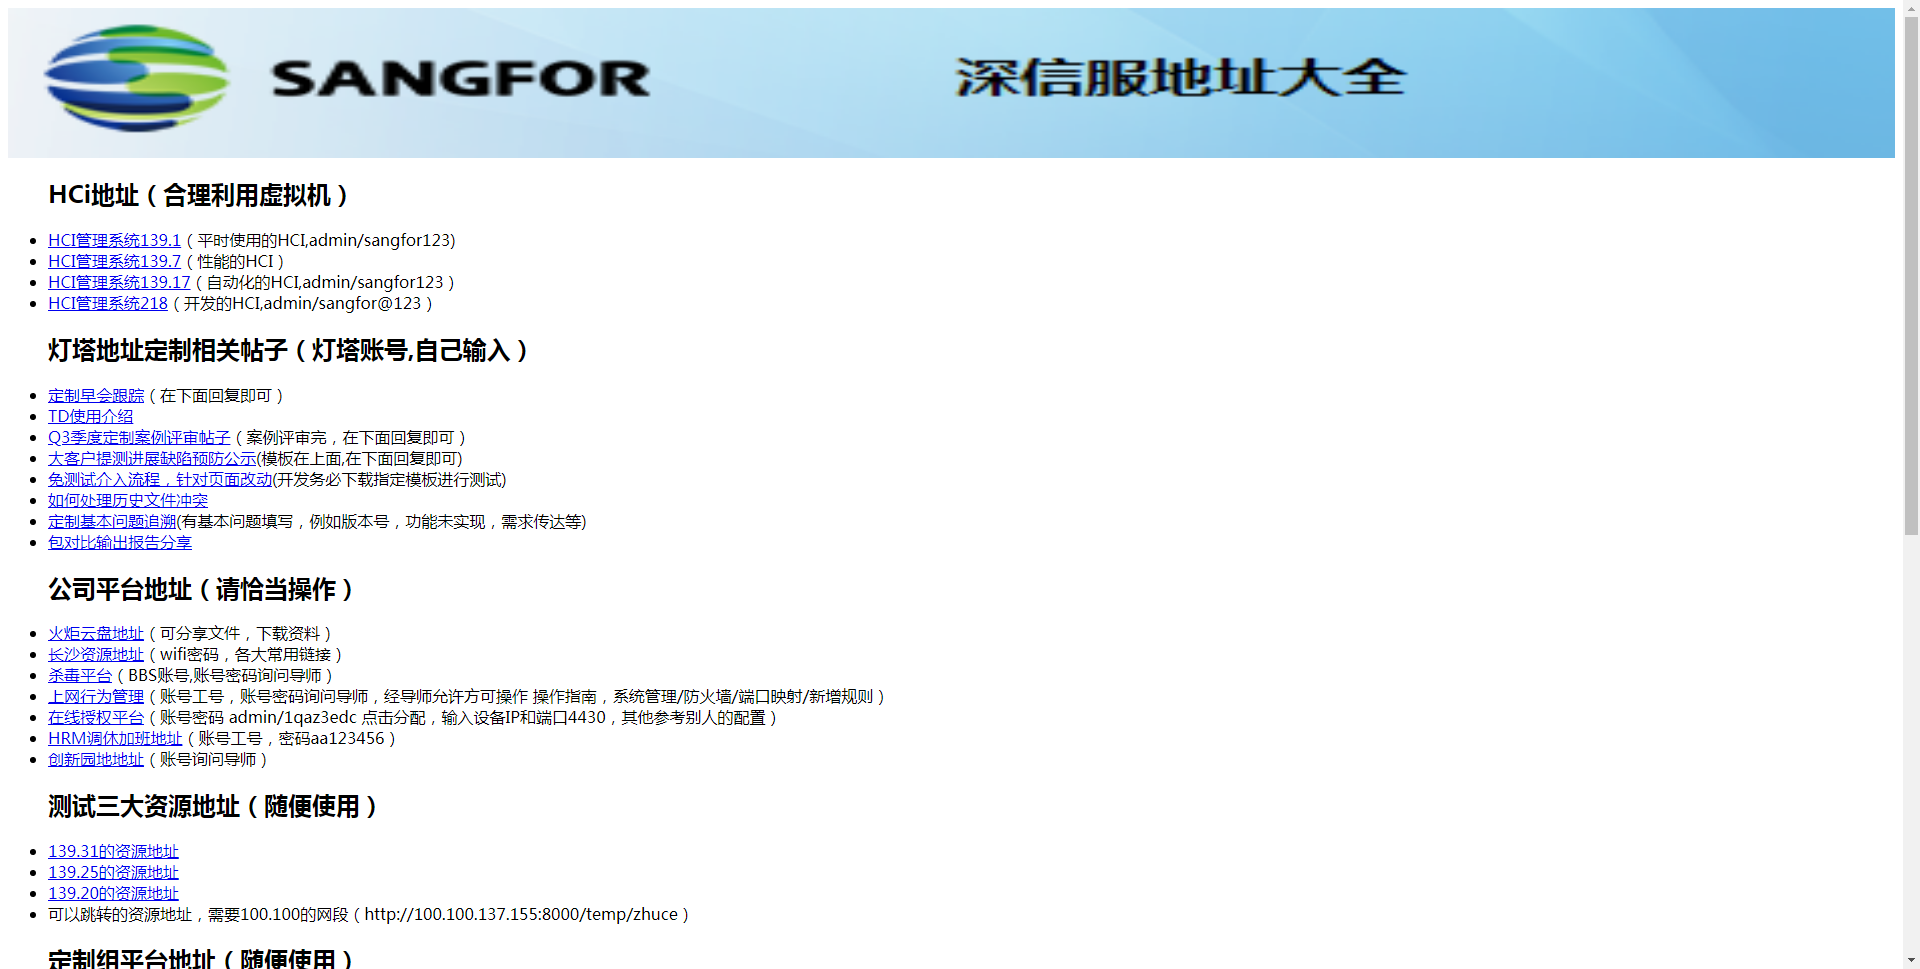 SANGFOR 深信服地址大全
HCi地址（合理利用虚拟机）
HCI管理系统139.1（平时使用的HCI,admin/sangfor123)
HCI管理系统139.7（性能的HCI）
HCI管理系统139.17（自动化的HCI,admin/sangfor123）
HCI管理系统218（开发的HCI,admin/sangfor@123）
灯塔地址定制相关帖子（灯塔账号,自己输入）
定制早会跟踪（在下面回复即可）
TD使用介绍
Q3季度定制案例评审帖子（案例评审完，在下面回复即可）
大客户提测进展缺陷预防公示(模板在上面,在下面回复即可)
免测试介入流程，针对页面改动(开发务必下载指定模板进行测试)
如何处理历史文件冲突
定制基本问题追溯(有基本问题填写，例如版本号，功能未实现，需求传达等)
包对比输出报告分享
公司平台地址（请恰当操作）
火炬云盘地址（可分享文件，下载资料）
长沙资源地址（wifi密码，各大常用链接）
杀毒平台（BBS账号,账号密码询问导师）
上网行为管理（账号工号，账号密码询问导师，经导师允许方可操作 操作指南，系统管理/防火墙/端口映射/新增规则）
在线授权平台（账号密码 admin/1qaz3edc 点击分配，输入设备IP和端口4430，其他参考别人的配置）
HRM调休加班地址（账号工号，密码aa123456）
创新园地地址（账号询问导师）
测试三大资源地址（随便使用）
139.31的资源地址
139.25的资源地址
139.20的资源地址
可以跳转的资源地址，需要100.100的网段（http://100.100.137.155:8000/temp/zhuce）
定制组平台地址（随便使用）